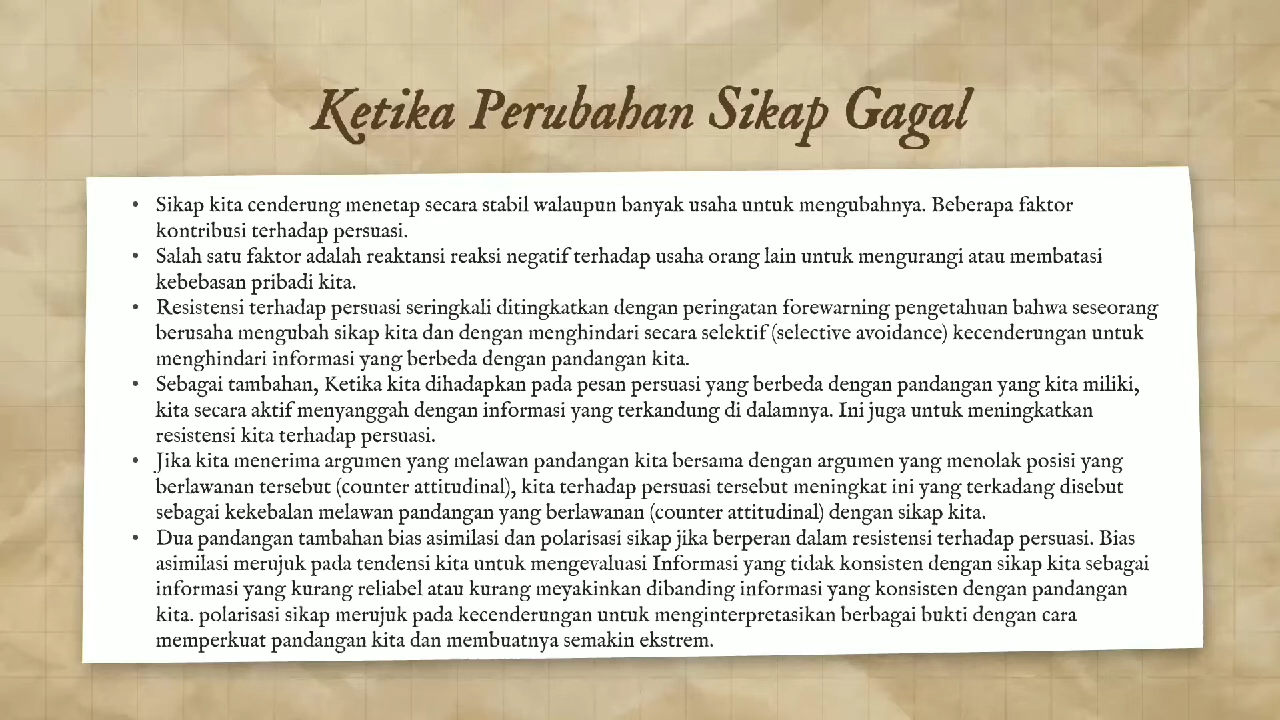 Ketika Perubahan Sikap Gagal
• Sikap kita cenderung menetap secara stabil walaupun banyak usaha untuk mengubahnya. Beberapa faktor
kontribusi terhadap persuasi.
• Salah satu faktor adalah reaktansi reaksi negatif terhadap usaha orang lain untuk mengurangi atau membatasi
kebebasan pribadi kita.
• Resistensi terhadap persuasi seringkali ditingkatkan dengan peringatan forewarning pengetahuan bahwa seseorang
berusaha mengubah sikap kita dan dengan menghindari secara selektif (selective avoidance) kecenderungan untuk
menghindari informasi yang berbeda dengan pandangan kita.
• Sebagai tambahan, Ketika kita dihadapkan pada pesan persuasi yang berbeda dengan pandangan yang kita miliki,
kita secara aktif menyanggah dengan informasi yang terkandung di dalamnya. Ini juga untuk meningkatkan
resistensi kita terhadap persuasi.
• Jika kita menerima argumen yang melawan pandangan kita bersama dengan argumen yang menolak posisi yang
berlawanan tersebut (counter attitudinal), kita terhadap persuasi tersebut meningkat ini yang terkadang disebut
sebagai kekebalan melawan pandangan yang berlawanan (counter attitudinal) dengan sikap kita.
• Dua pandangan tambahan bias asimilasi dan polarisasi sikap jika berperan dalam resistensi terhadap persuasi. Bias
asimilasi merujuk pada tendensi kita untuk mengevaluasi Informasi yang tidak konsisten dengan sikap kita sebagai
informasi yang kurang reliabel atau kurang meyakinkan dibanding informasi yang konsisten dengan pandangan
kita. polarisasi sikap merujuk pada kecenderungan untuk menginterpretasikan berbagai bukti dengan cara
memperkuat pandangan kita dan membuatnya semakin ekstrem.